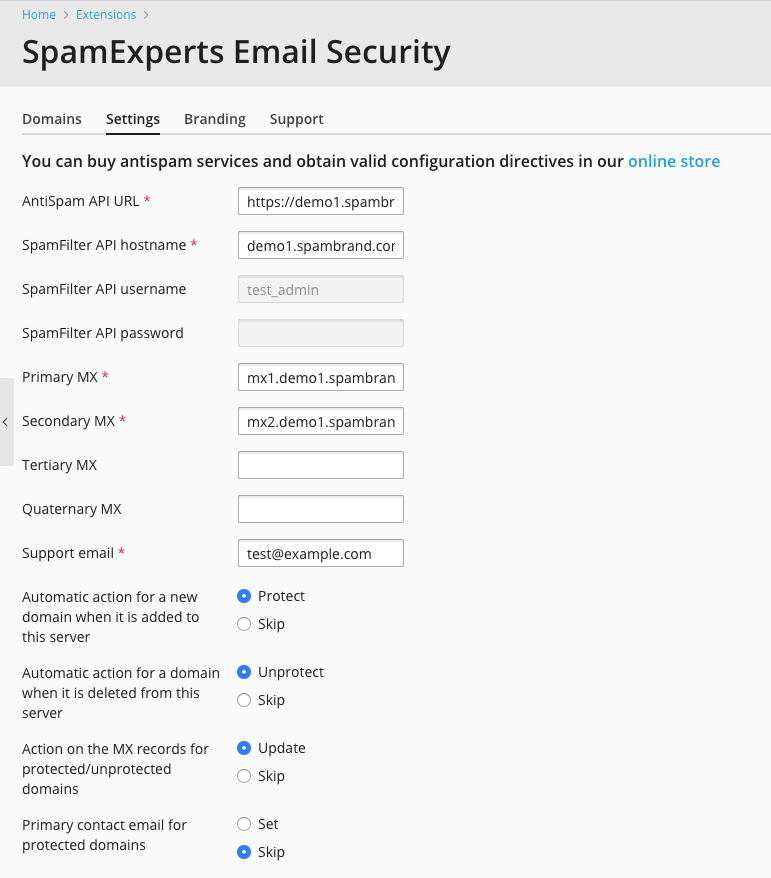 Home > Extensions >
SpamExperts Email Security
Domains Settings Branding Support
You can buy antispam services and obtain valid configuration directives in our online store
AntiSpam API URL * https://demo1.spambr
SpamFilter API hostname * demo1.spambrand.cor
SpamFilter API username test_admin
SpamFilter API password
Primary MX * mx1.demo1.spambran
Secondary MX * mx2.demo1.spambran
Tertiary MX
Quaternary MX
Support email * test@example.com
Automatic action for a new
domain when it is added to
this server
Protect
Skip
Automatic action for a domain
when it is deleted from this
server
Unprotect
Skip
Action on the MX records for
protected/unprotected
domains
Update
Skip
Primary contact email for
protected domains
Set
Skip